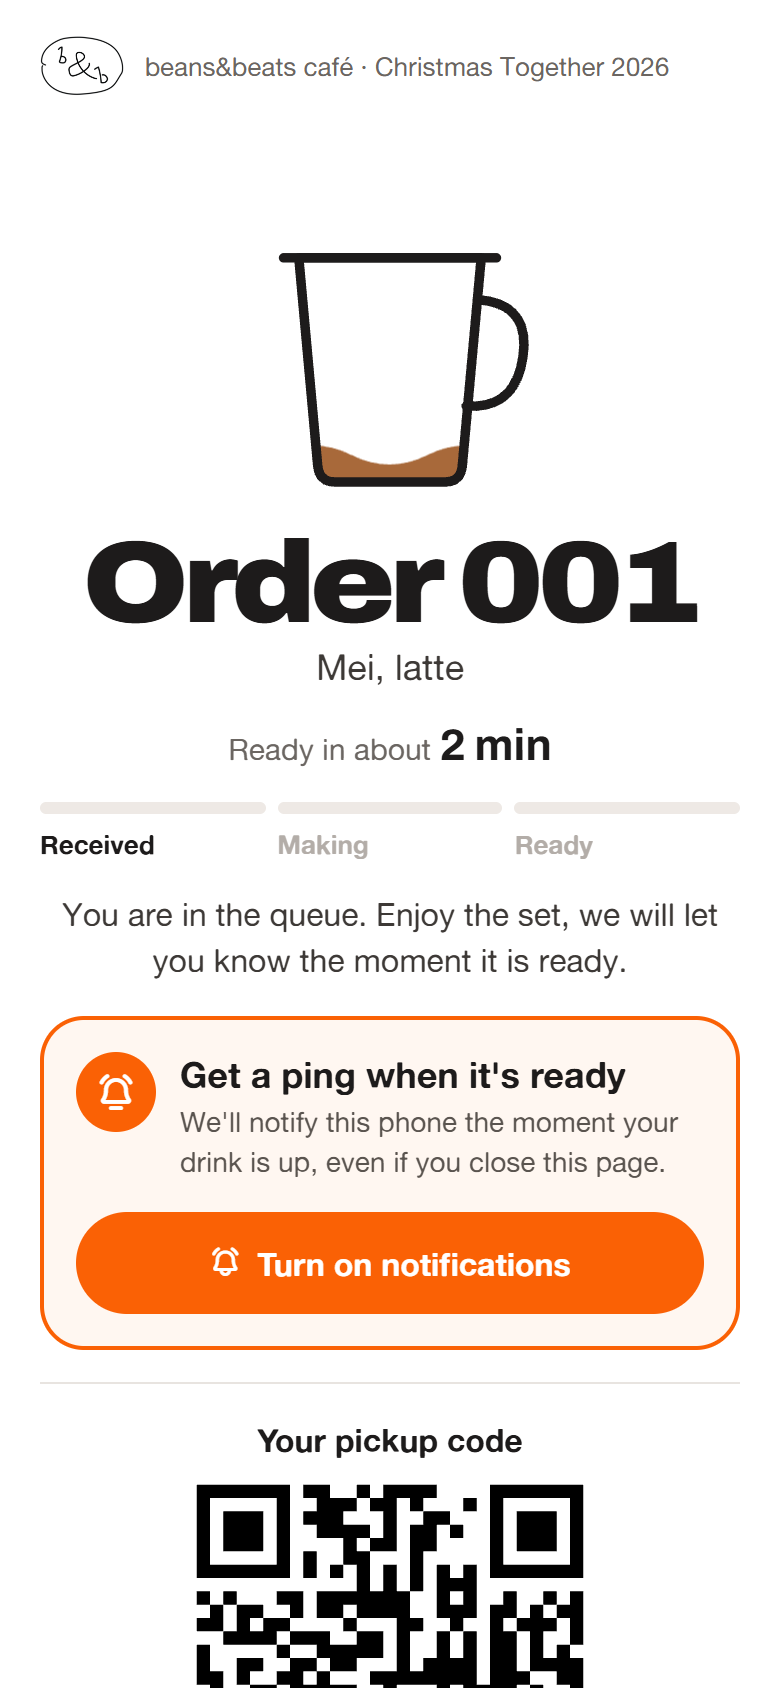 b&b
beans&beats café · Christmas Together 2026
Order 001
Mei, latte
Ready in about 2 min
Received Making Ready
You are in the queue. Enjoy the set, we will let
you know the moment it is ready.
Get a ping when it's ready
We'll notify this phone the moment your
drink is up, even if you close this page.
Turn on notifications
Your pickup code